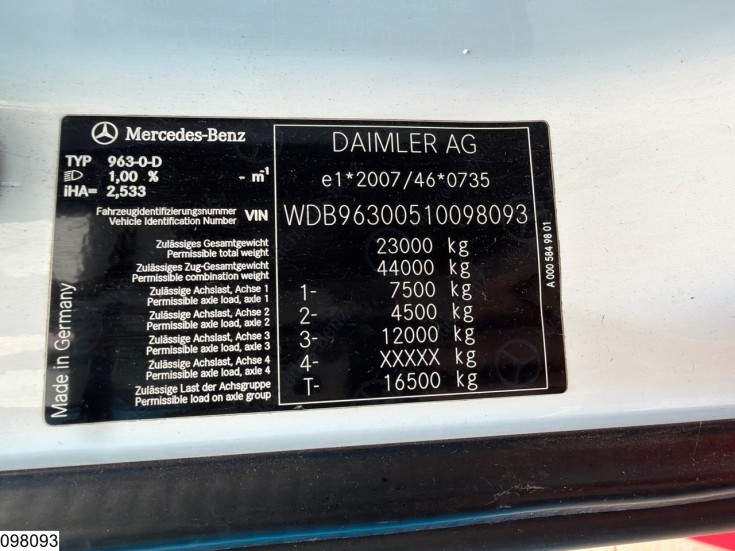 Mercedes-Benz
TYP 963-0-D
1,00 % - m⁻¹
iHA= 2,533
Fahrzeugidentifizierungsnummer
Vehicle Identification Number VIN
DAIMLER AG
e1*2007/46*0735
WDB96300510098093
Zulässiges Gesamtgewicht
Permissible total weight
23000 kg
Zulässiges Zug-Gesamtgewicht
Permissible combination weight
44000 kg
Zulässige Achslast, Achse 1
Permissible axle load, axle 1
1- 7500 kg
Zulässige Achslast, Achse 2
Permissible axle load, axle 2
2- 4500 kg
Zulässige Achslast, Achse 3
Permissible axle load, axle 3
3- 12000 kg
Zulässige Achslast, Achse 4
Permissible axle load, axle 4
4- XXXXX kg
Zulässige Last der Achsgruppe
Permissible load on axle group
T- 16500 kg
Made in Germany
A 000 584 98 01
098093